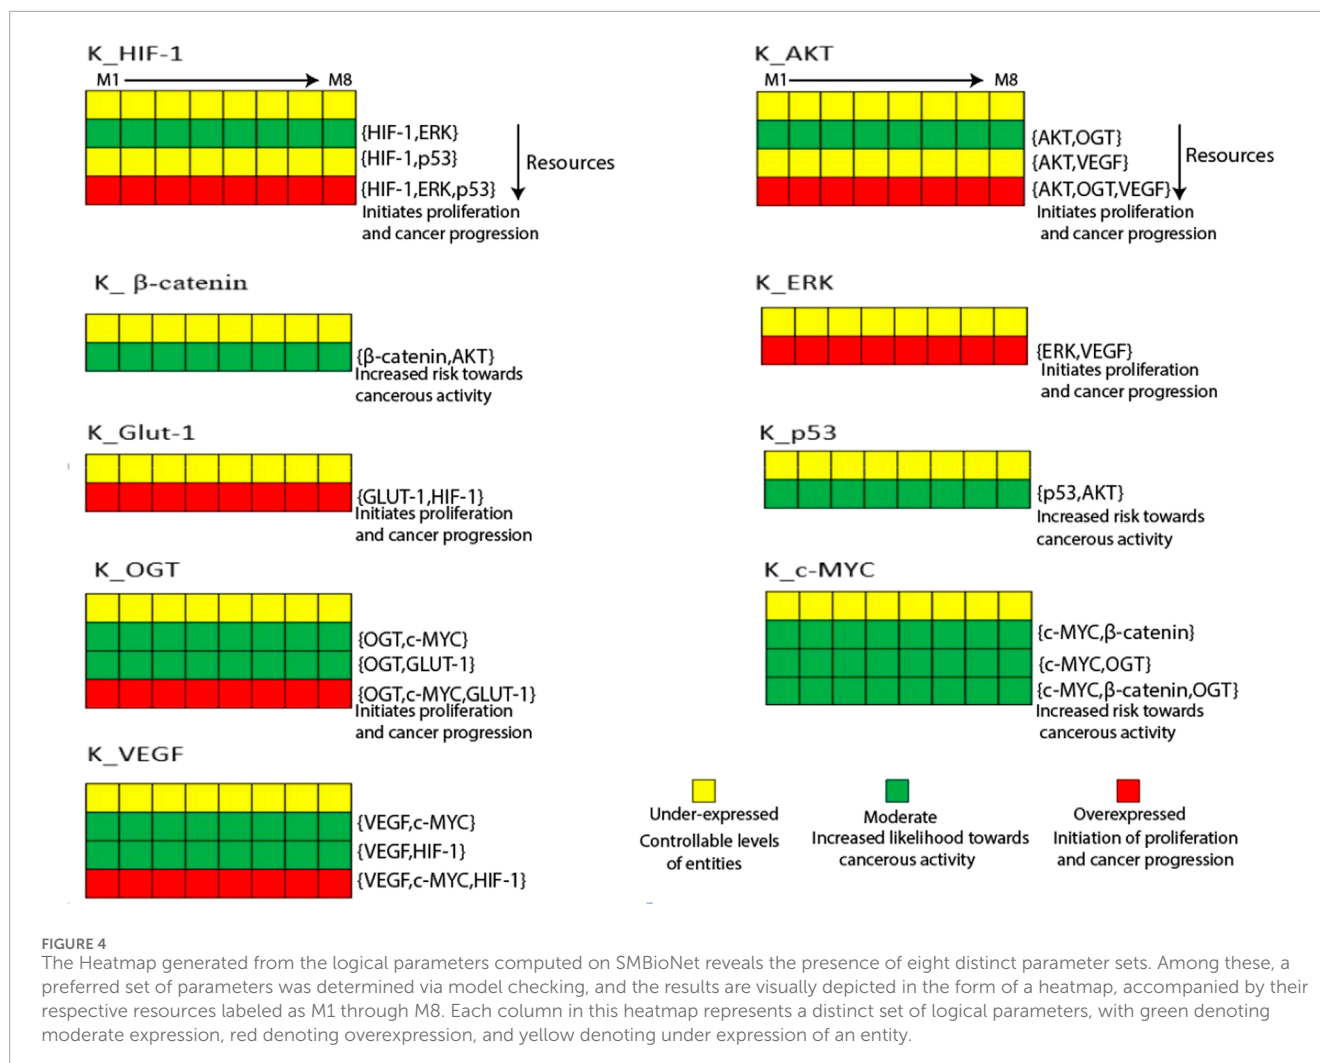 K_HIF-1
M1 M8
{HIF-1,ERK}
{HIF-1,p53}
{HIF-1,ERK,p53}
Initiates proliferation
and cancer progression
Resources
K_AKT
M1 M8
{AKT,OGT}
{AKT,VEGF}
{AKT,OGT,VEGF}
Initiates proliferation
and cancer progression
Resources
K_ β-catenin
{β-catenin,AKT}
Increased risk towards
cancerous activity
K_ERK
{ERK,VEGF}
Initiates proliferation
and cancer progression
K_Glut-1
{GLUT-1,HIF-1}
Initiates proliferation
and cancer progression
K_p53
{p53,AKT}
Increased risk towards
cancerous activity
K_OGT
{OGT,c-MYC}
{OGT,GLUT-1}
{OGT,c-MYC,GLUT-1}
Initiates proliferation
and cancer progression
K_c-MYC
{c-MYC,β-catenin}
{c-MYC,OGT}
{c-MYC,β-catenin,OGT}
Increased risk towards
cancerous activity
K_VEGF
{VEGF,c-MYC}
{VEGF,HIF-1}
{VEGF,c-MYC,HIF-1}
Under-expressed
Controllable levels
of entities
Moderate
Increased likelihood towards
cancerous activity
Overexpressed
Initiation of proliferation
and cancer progression
FIGURE 4
The Heatmap generated from the logical parameters computed on SMBioNet reveals the presence of eight distinct parameter sets. Among these, a
preferred set of parameters was determined via model checking, and the results are visually depicted in the form of a heatmap, accompanied by their
respective resources labeled as M1 through M8. Each column in this heatmap represents a distinct set of logical parameters, with green denoting
moderate expression, red denoting overexpression, and yellow denoting under expression of an entity.